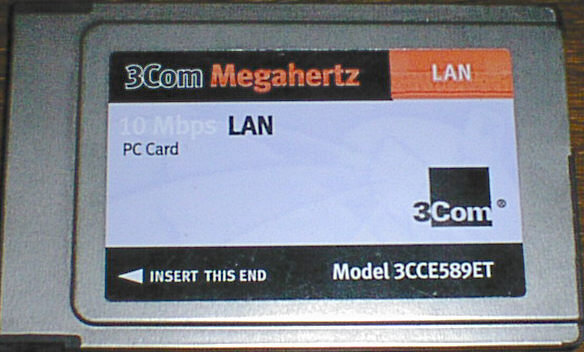 3Com Megahertz LAN
10 Mbps LAN
PC Card
3Com ®
INSERT THIS END Model 3CCE589ET